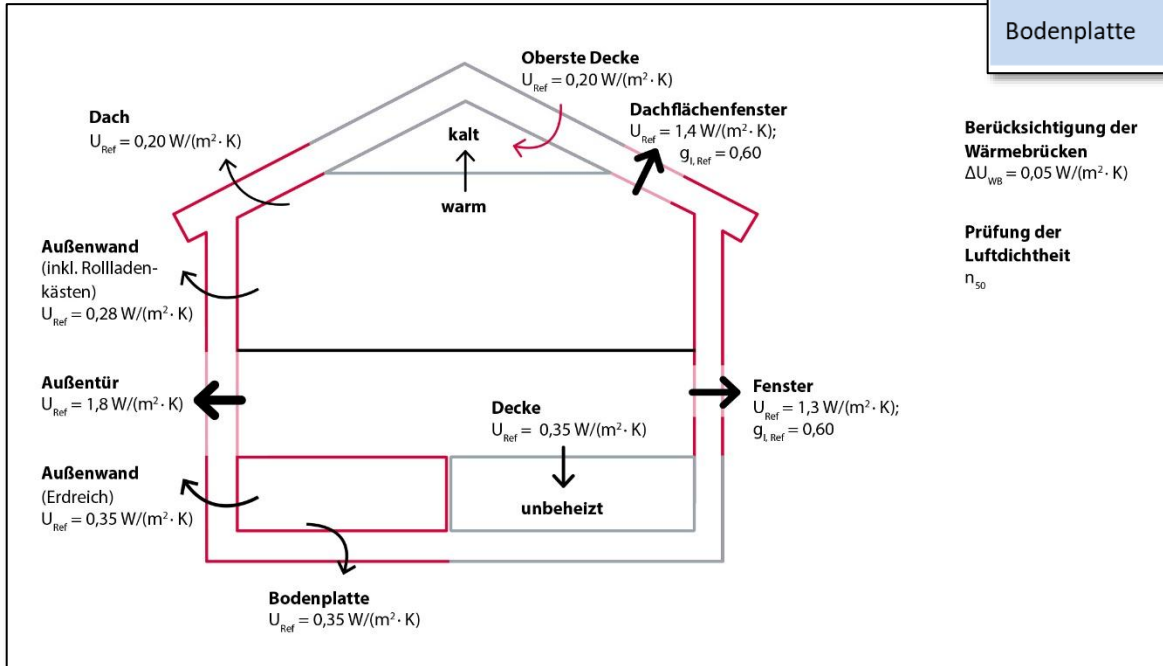 Bodenplatte
Oberste Decke
U_Ref = 0,20 W/(m²· K)
Dach
U_Ref = 0,20 W/(m²· K)
Dachflächenfenster
U_Ref = 1,4 W/(m²· K);
g_I, Ref = 0,60
kalt
warm
Berücksichtigung der
Wärmebrücken
ΔU_WB = 0,05 W/(m²· K)
Prüfung der
Luftdichtheit
n_50
Außenwand
(inkl. Rollladen-
kästen)
U_Ref = 0,28 W/(m²· K)
Außentür
U_Ref = 1,8 W/(m²· K)
Fenster
U_Ref = 1,3 W/(m²· K);
g_I, Ref = 0,60
Decke
U_Ref = 0,35 W/(m²· K)
unbeheizt
Außenwand
(Erdreich)
U_Ref = 0,35 W/(m²· K)
Bodenplatte
U_Ref = 0,35 W/(m²· K)